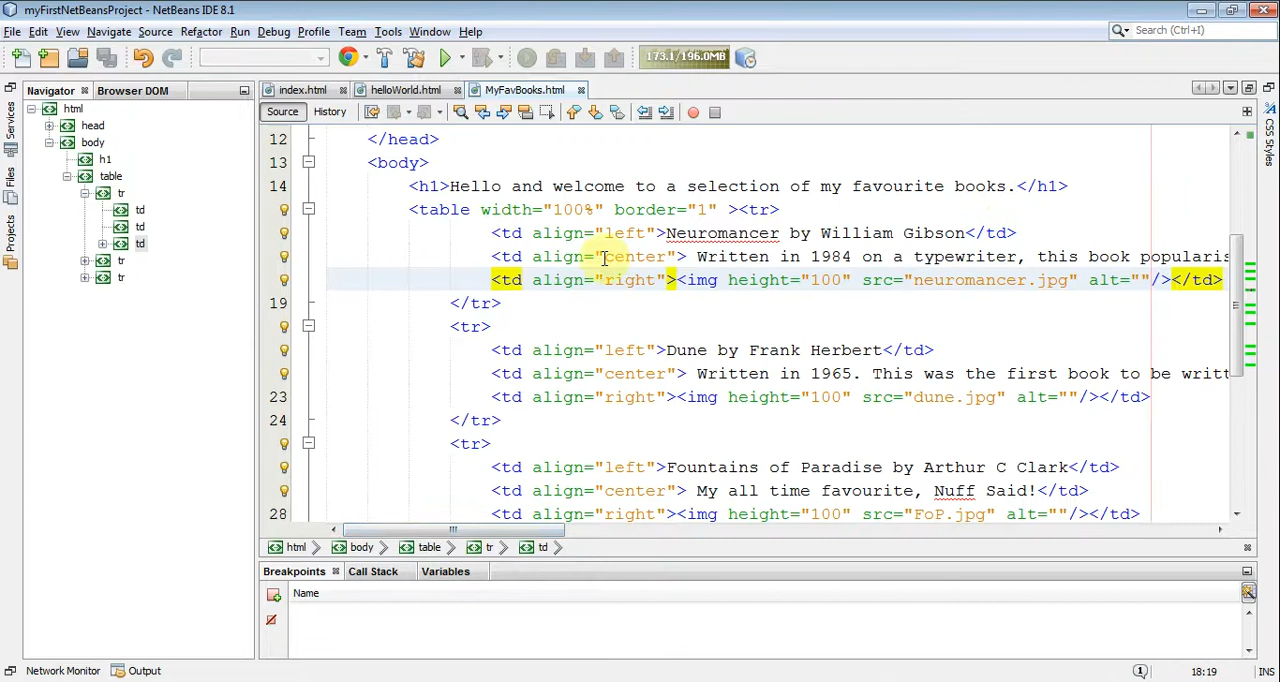 myFirstNetBeansProject - NetBeans IDE 8.1
File Edit View Navigate Source Refactor Run Debug Profile Team Tools Window Help
Search (Ctrl+I)
173.1/196.0MB
Navigator Browser DOM
index.html helloWorld.html MyFavBooks.html
Source History
html
head
body
h1
table
tr
td
td
td
tr
tr
Services
Files
Projects
CSS Styles
12 </head>
13 <body>
14 <h1>Hello and welcome to a selection of my favourite books.</h1>
<table width="100%" border="1" ><tr>
<td align="left">Neuromancer by William Gibson</td>
<td align="center"> Written in 1984 on a typewriter, this book popularis
<td align="right"><img height="100" src="neuromancer.jpg" alt=""/></td>
19 </tr>
<tr>
<td align="left">Dune by Frank Herbert</td>
<td align="center"> Written in 1965. This was the first book to be writt
23 <td align="right"><img height="100" src="dune.jpg" alt=""/></td>
24 </tr>
<tr>
<td align="left">Fountains of Paradise by Arthur C Clark</td>
<td align="center"> My all time favourite, Nuff Said!</td>
28 <td align="right"><img height="100" src="FoP.jpg" alt=""/></td>
html body table tr td
Breakpoints Call Stack Variables
Name
Network Monitor Output
1 18:19 INS